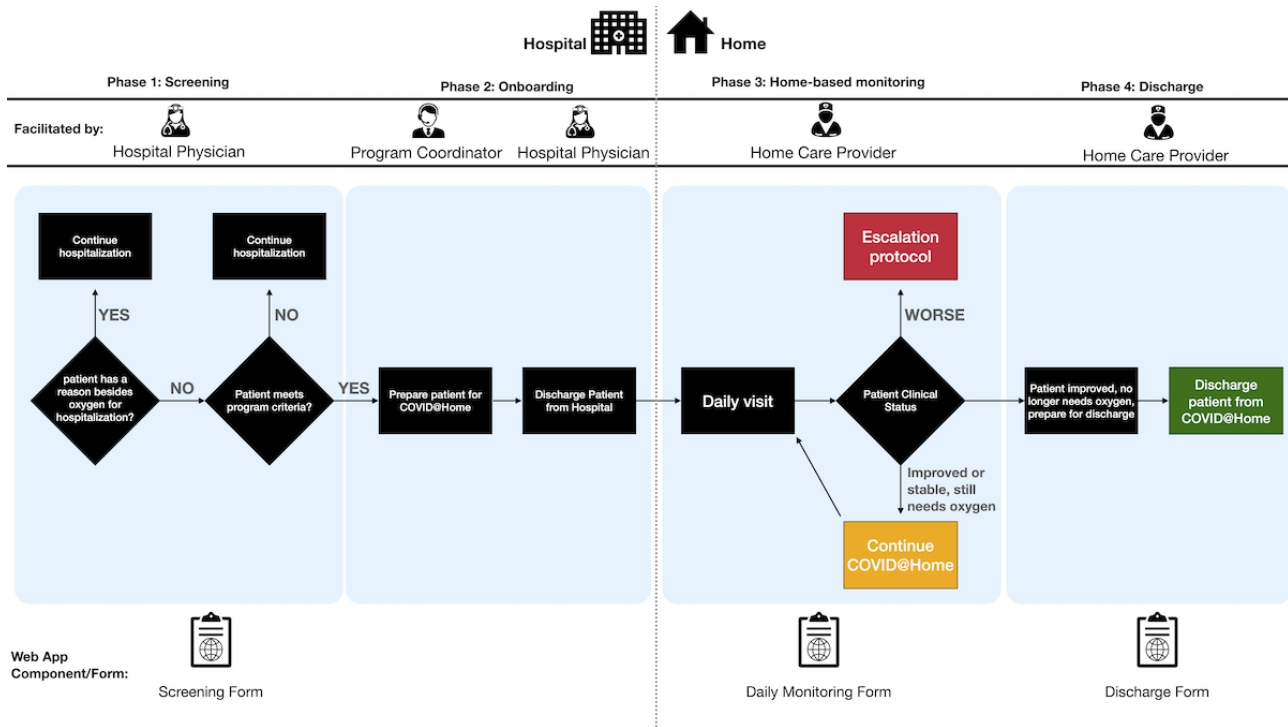 Hospital
Home
Phase 1: Screening
Phase 2: Onboarding
Phase 3: Home-based monitoring
Phase 4: Discharge
Facilitated by:
Hospital Physician
Program Coordinator
Hospital Physician
Home Care Provider
Home Care Provider
Continue
hospitalization
Continue
hospitalization
Escalation
protocol
YES
NO
WORSE
patient has a
reason besides
oxygen for
hospitalization?
NO
Patient meets
program criteria?
YES
Prepare patient for
COVID@Home
Discharge Patient
from Hospital
Daily visit
Patient Clinical
Status
Patient improved, no
longer needs oxygen,
prepare for discharge
Discharge
patient from
COVID@Home
Improved or
stable, still
needs oxygen
Continue
COVID@Home
Web App
Component/Form:
Screening Form
Daily Monitoring Form
Discharge Form